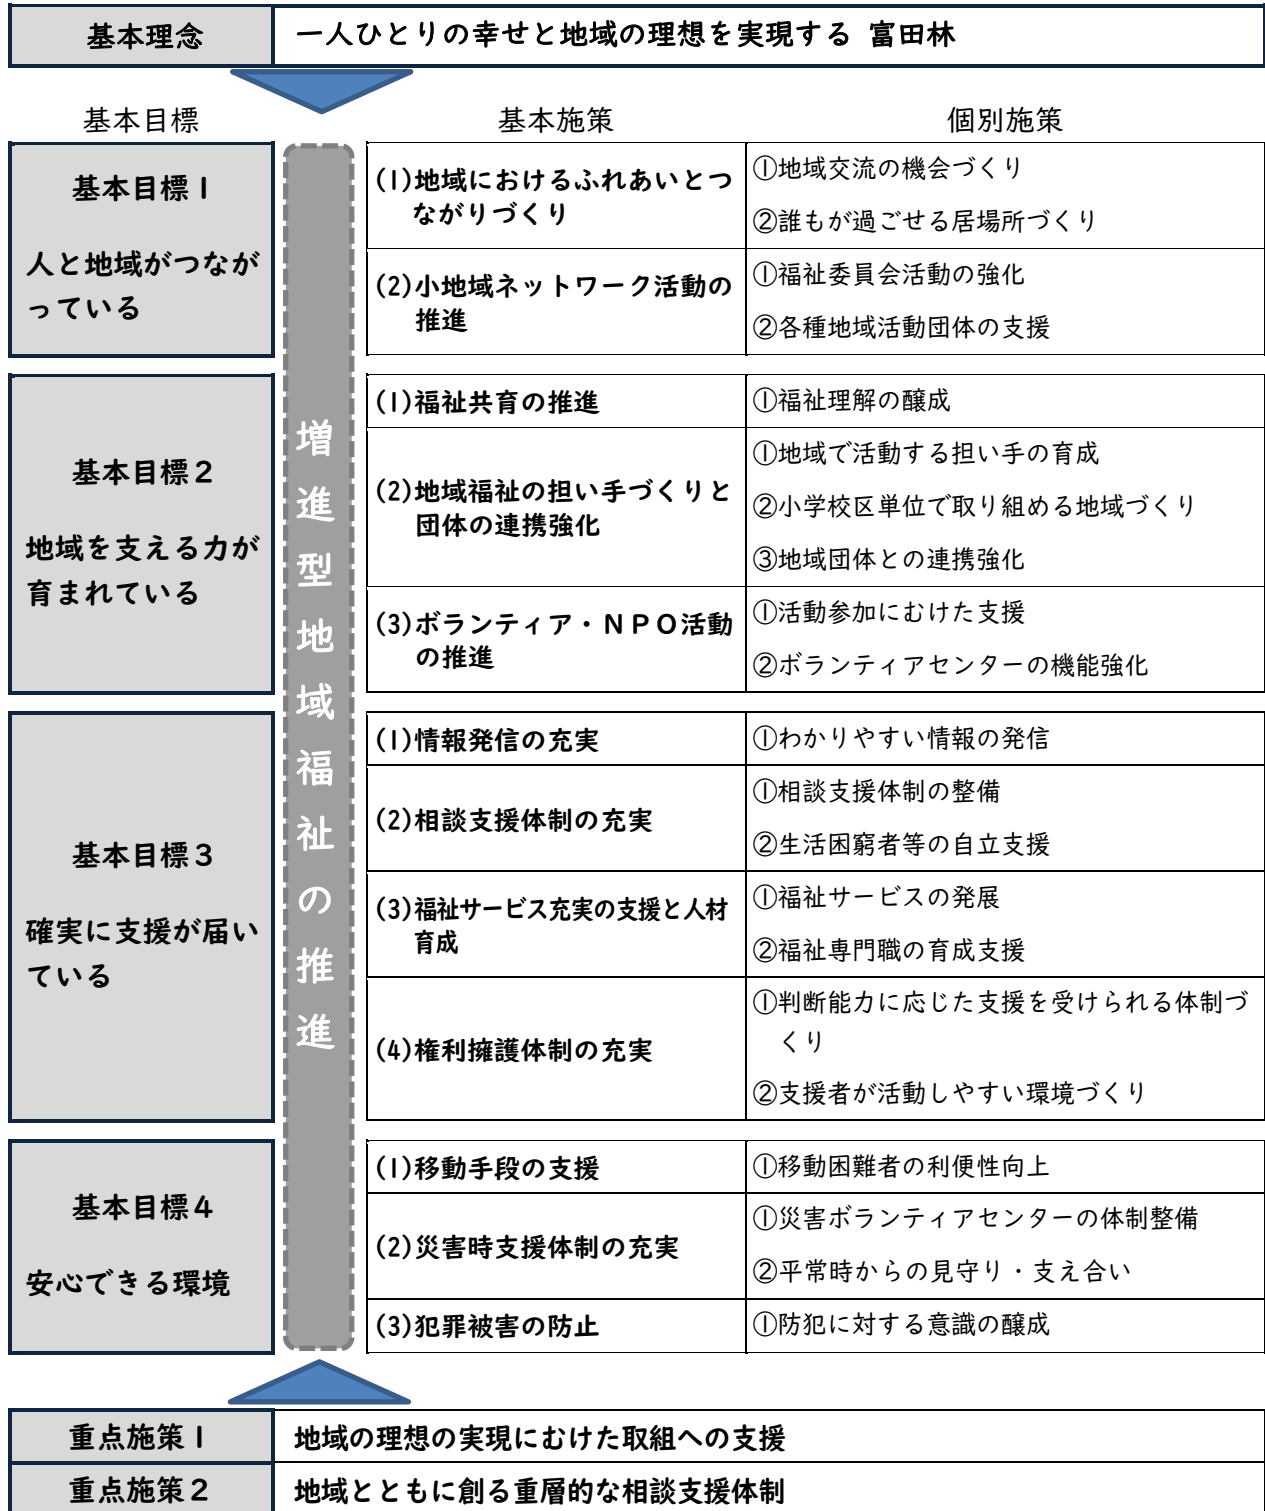 基本理念
一人ひとりの幸せと地域の理想を実現する 富田林
基本目標
基本施策
個別施策
基本目標1
人と地域がつなが
っている
(1)地域におけるふれあいとつ
ながりづくり
①地域交流の機会づくり
②誰もが過ごせる居場所づくり
(2)小地域ネットワーク活動の
推進
①福祉委員会活動の強化
②各種地域活動団体の支援
増進型地域福祉の推進
基本目標2
地域を支える力が
育まれている
(1)福祉共育の推進
①福祉理解の醸成
(2)地域福祉の担い手づくりと
団体の連携強化
①地域で活動する担い手の育成
②小学校区単位で取り組める地域づくり
③地域団体との連携強化
(3)ボランティア・NPO活動
の推進
①活動参加にむけた支援
②ボランティアセンターの機能強化
基本目標3
確実に支援が届い
ている
(1)情報発信の充実
①わかりやすい情報の発信
(2)相談支援体制の充実
①相談支援体制の整備
②生活困窮者等の自立支援
(3)福祉サービス充実の支援と人材
育成
①福祉サービスの発展
②福祉専門職の育成支援
(4)権利擁護体制の充実
①判断能力に応じた支援を受けられる体制づ
くり
②支援者が活動しやすい環境づくり
基本目標4
安心できる環境
(1)移動手段の支援
①移動困難者の利便性向上
(2)災害時支援体制の充実
①災害ボランティアセンターの体制整備
②平常時からの見守り・支え合い
(3)犯罪被害の防止
①防犯に対する意識の醸成
重点施策1
地域の理想の実現にむけた取組への支援
重点施策2
地域とともに創る重層的な相談支援体制